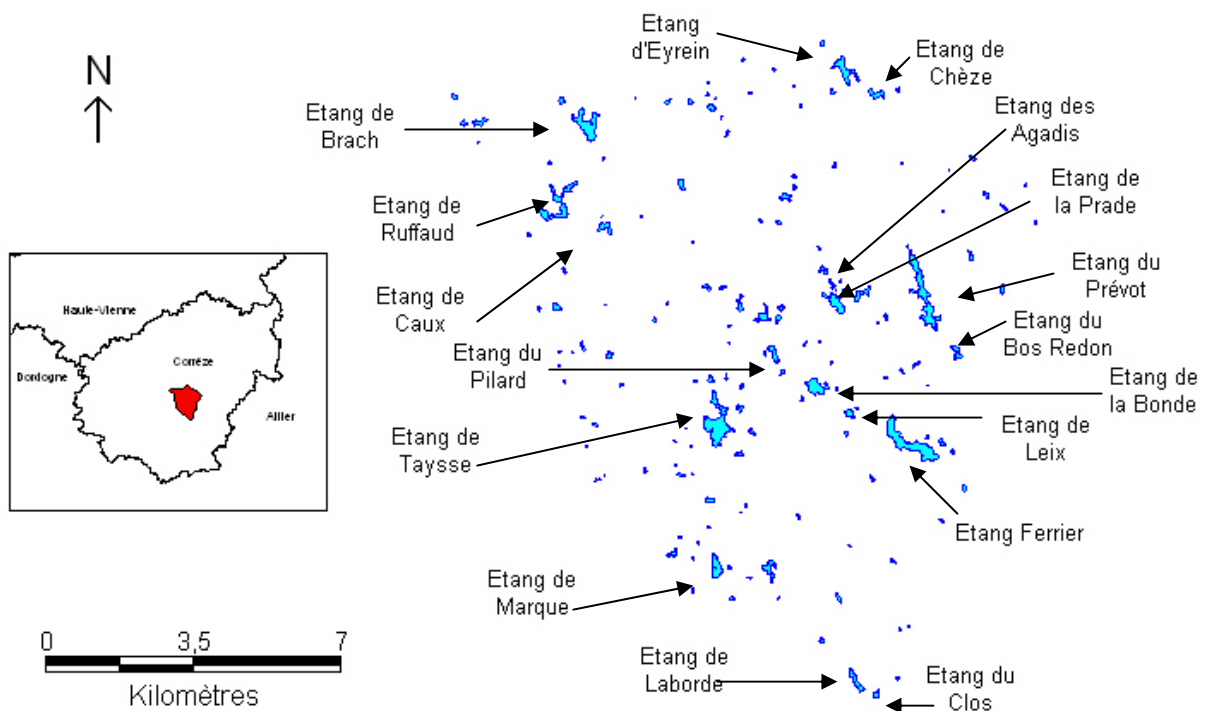 Etang
d'Eyrein
Etang de
Chèze
N
Etang de
Brach
Etang des
Agadis
Etang de
la Prade
Etang de
Ruffaud
Etang du
Prévot
Etang de
Caux
Etang du
Bos Redon
Etang du
Pilard
Etang de
la Bonde
Etang de
Leix
Etang de
Taysse
Etang Ferrier
Etang de
Marque
Etang de
Laborde
Etang du
Clos
Haute-Vienne
Corrèze
Dordogne
Allier
0 3,5 7
Kilomètres